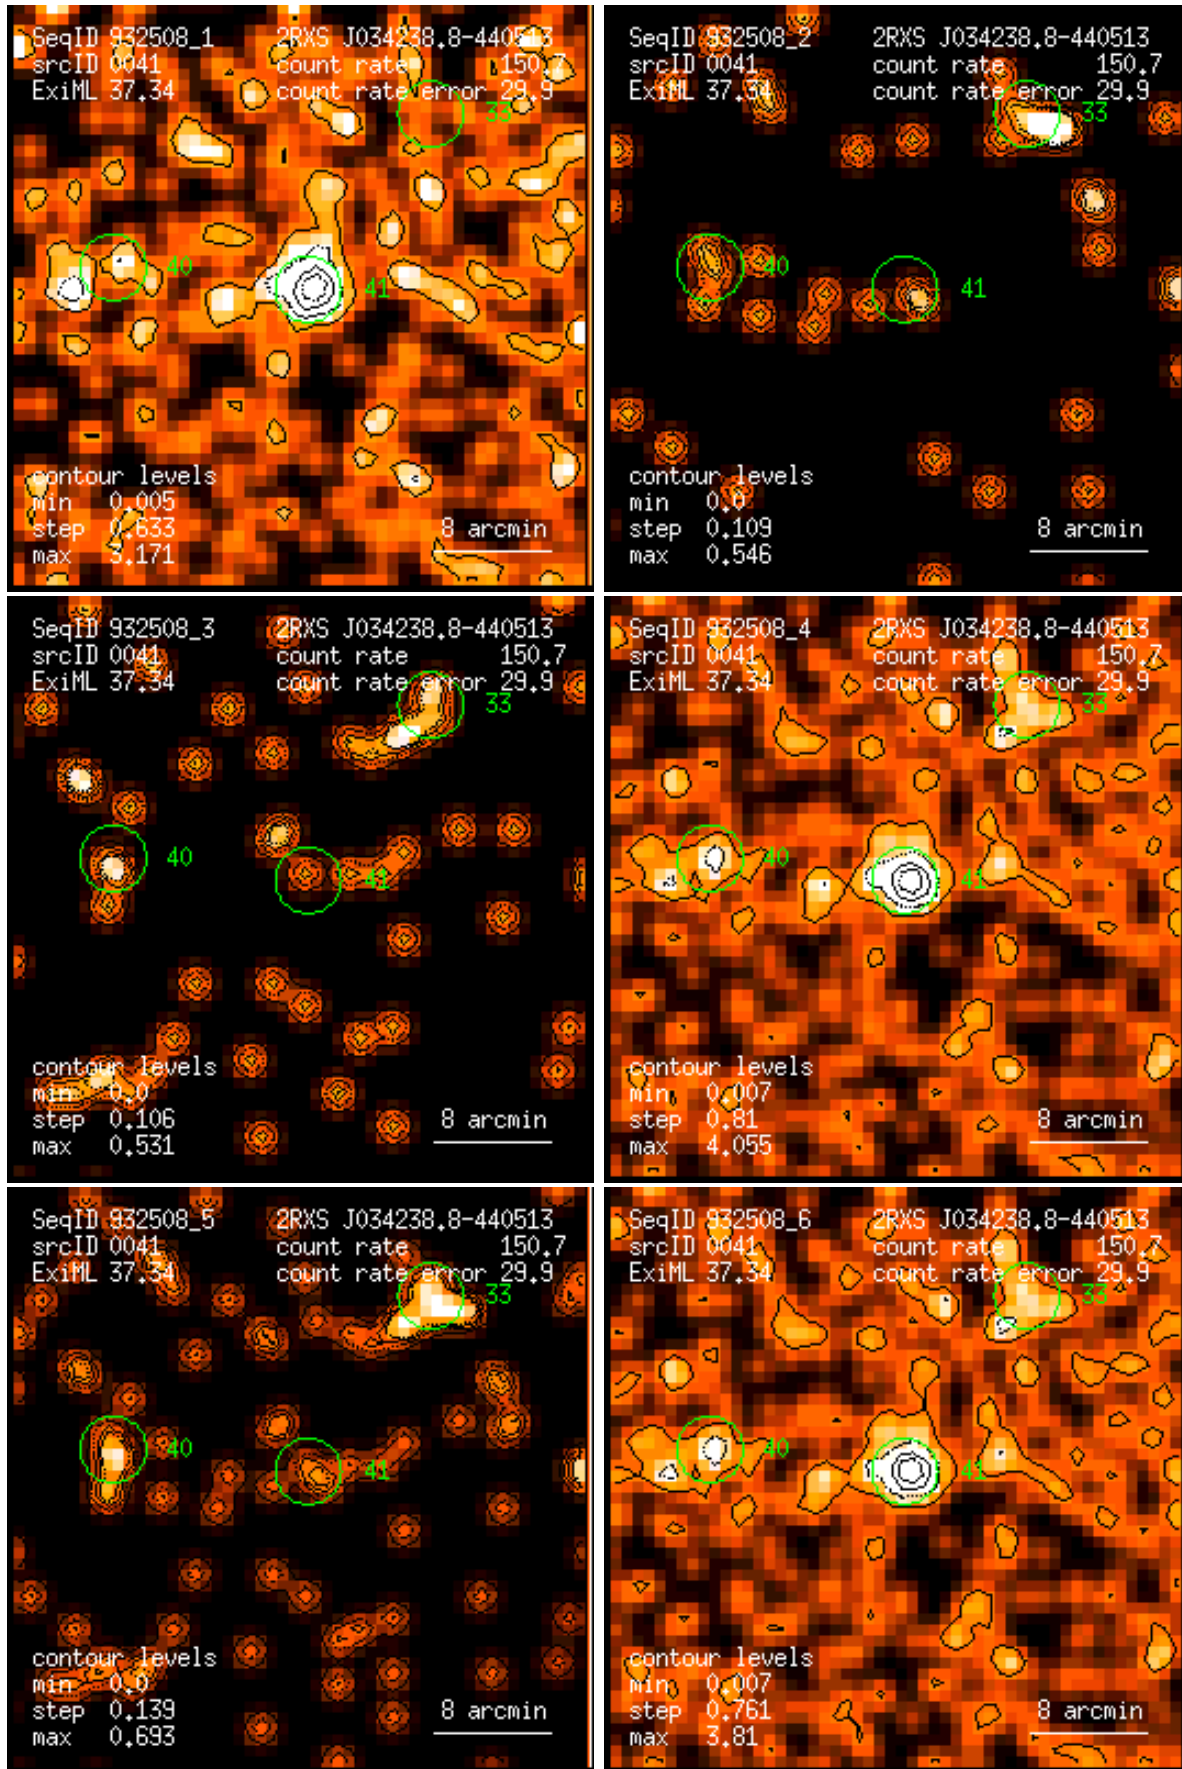 SeqID 932508_1 2RXS J034238.8-440513
srcID 0041 count rate 150.7
ExiML 37.34 count rate error 29.9
33
40
41
contour levels
min 0.005
step 0.633
max 3.171
8 arcmin
SeqID 932508_2 2RXS J034238.8-440513
srcID 0041 count rate 150.7
ExiML 37.34 count rate error 29.9
33
40
41
contour levels
min 0.0
step 0.109
max 0.546
8 arcmin
SeqID 932508_3 2RXS J034238.8-440513
srcID 0041 count rate 150.7
ExiML 37.34 count rate error 29.9
33
40
41
contour levels
min 0.0
step 0.106
max 0.531
8 arcmin
SeqID 932508_4 2RXS J034238.8-440513
srcID 0041 count rate 150.7
ExiML 37.34 count rate error 29.9
33
40
41
contour levels
min 0.007
step 0.81
max 4.055
8 arcmin
SeqID 932508_5 2RXS J034238.8-440513
srcID 0041 count rate 150.7
ExiML 37.34 count rate error 29.9
33
40
41
contour levels
min 0.0
step 0.139
max 0.693
8 arcmin
SeqID 932508_6 2RXS J034238.8-440513
srcID 0041 count rate 150.7
ExiML 37.34 count rate error 29.9
33
40
41
contour levels
min 0.007
step 0.761
max 3.81
8 arcmin